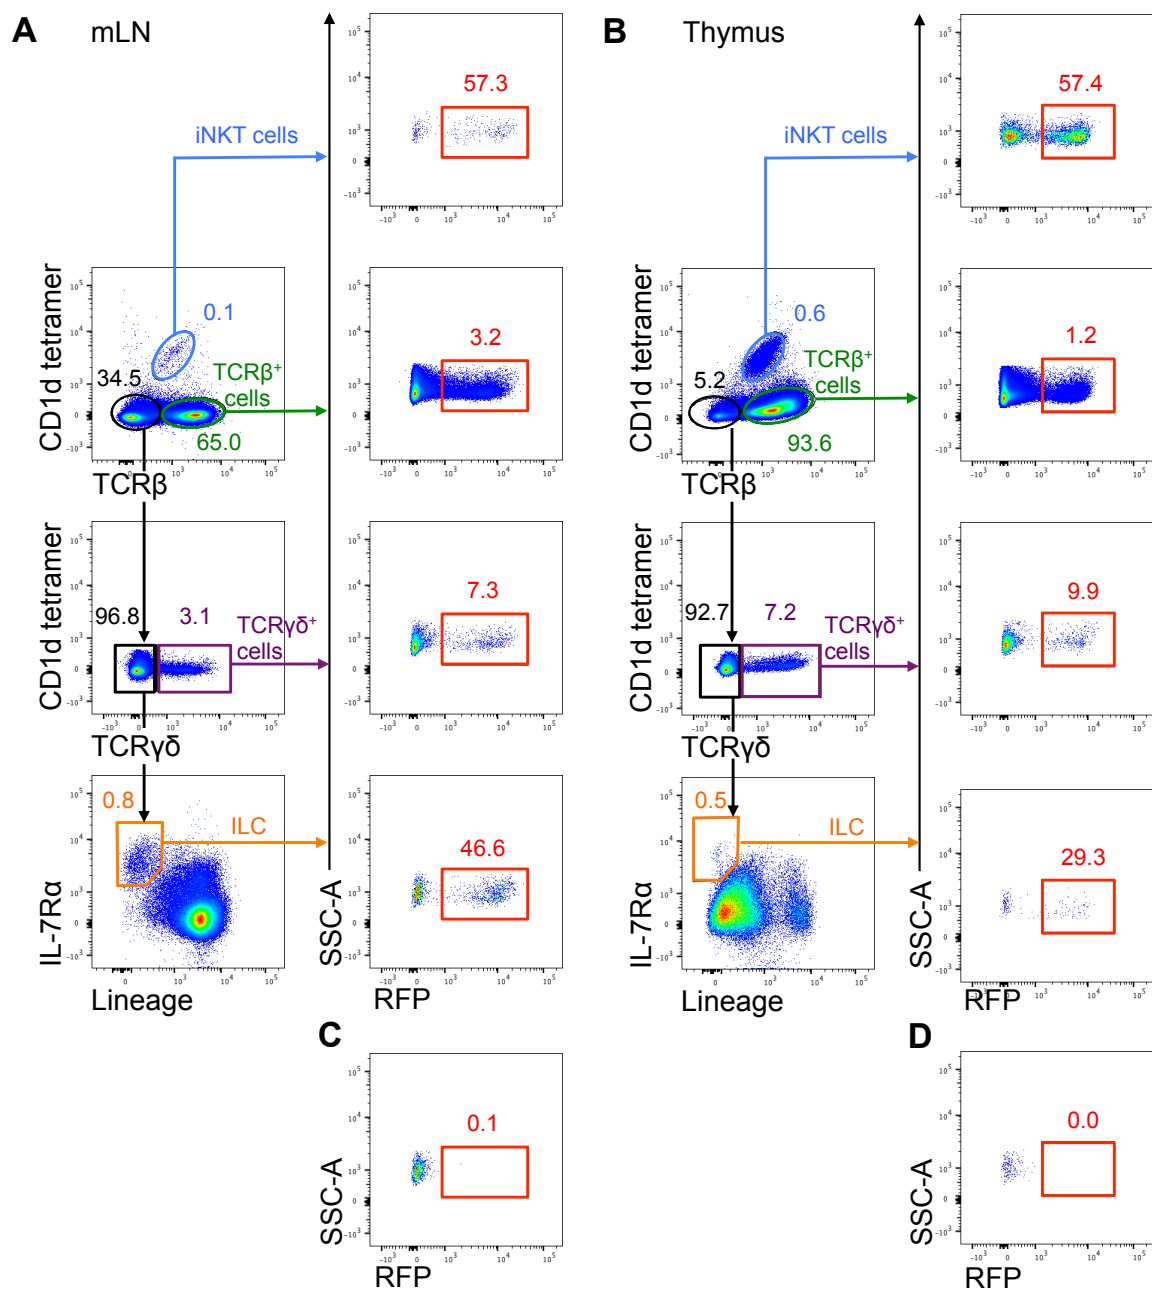 A mLN
57.3
iNKT cells
CD1d tetramer
0.1
34.5
TCRβ⁺
cells
65.0
3.2
TCRβ
CD1d tetramer
96.8
3.1
TCRγδ⁺
cells
7.3
TCRγδ
IL-7Rα
0.8
ILC
46.6
SSC-A
Lineage
RFP
B Thymus
57.4
iNKT cells
CD1d tetramer
0.6
5.2
TCRβ⁺
cells
93.6
1.2
TCRβ
CD1d tetramer
92.7
7.2
TCRγδ⁺
cells
9.9
TCRγδ
IL-7Rα
0.5
ILC
29.3
SSC-A
Lineage
RFP
C
0.1
SSC-A
RFP
D
0.0
SSC-A
RFP